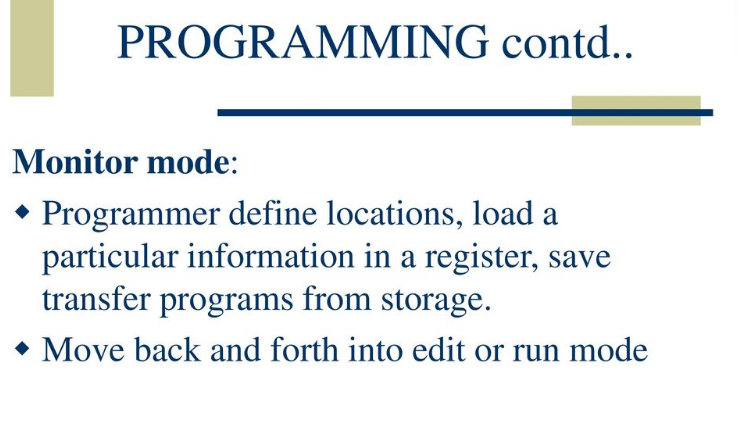 PROGRAMMING contd..
Monitor mode:
◆ Programmer define locations, load a
particular information in a register, save
transfer programs from storage.
◆ Move back and forth into edit or run mode